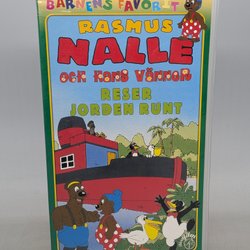 BARNENS FAVORIT
RASMUS
NALLE
OCH HANS VÄNNER
RESER
JORDEN RUNT